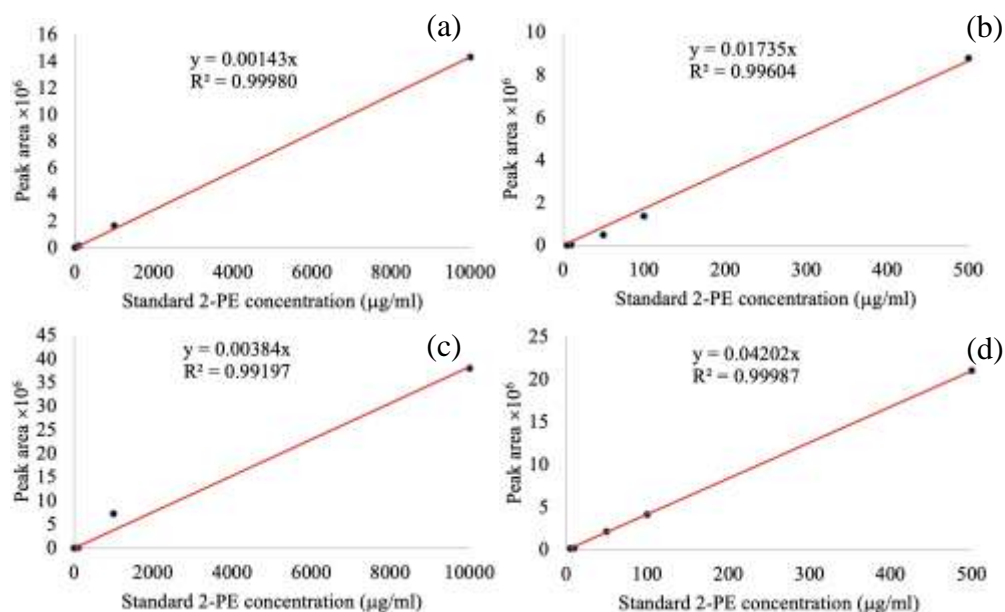 (a)
y = 0.00143x
R² = 0.99980
Peak area ×10⁶
16
14
12
10
8
6
4
2
0
0 2000 4000 6000 8000 10000
Standard 2-PE concentration (μg/ml)
(b)
y = 0.01735x
R² = 0.99604
Peak area ×10⁶
10
8
6
4
2
0
0 100 200 300 400 500
Standard 2-PE concentration (μg/ml)
(c)
y = 0.00384x
R² = 0.99197
Peak area ×10⁶
45
40
35
30
25
20
15
10
5
0
0 2000 4000 6000 8000 10000
Standard 2-PE concentration (μg/ml)
(d)
y = 0.04202x
R² = 0.99987
Peak area ×10⁶
25
20
15
10
5
0
0 100 200 300 400 500
Standard 2-PE concentration (μg/ml)